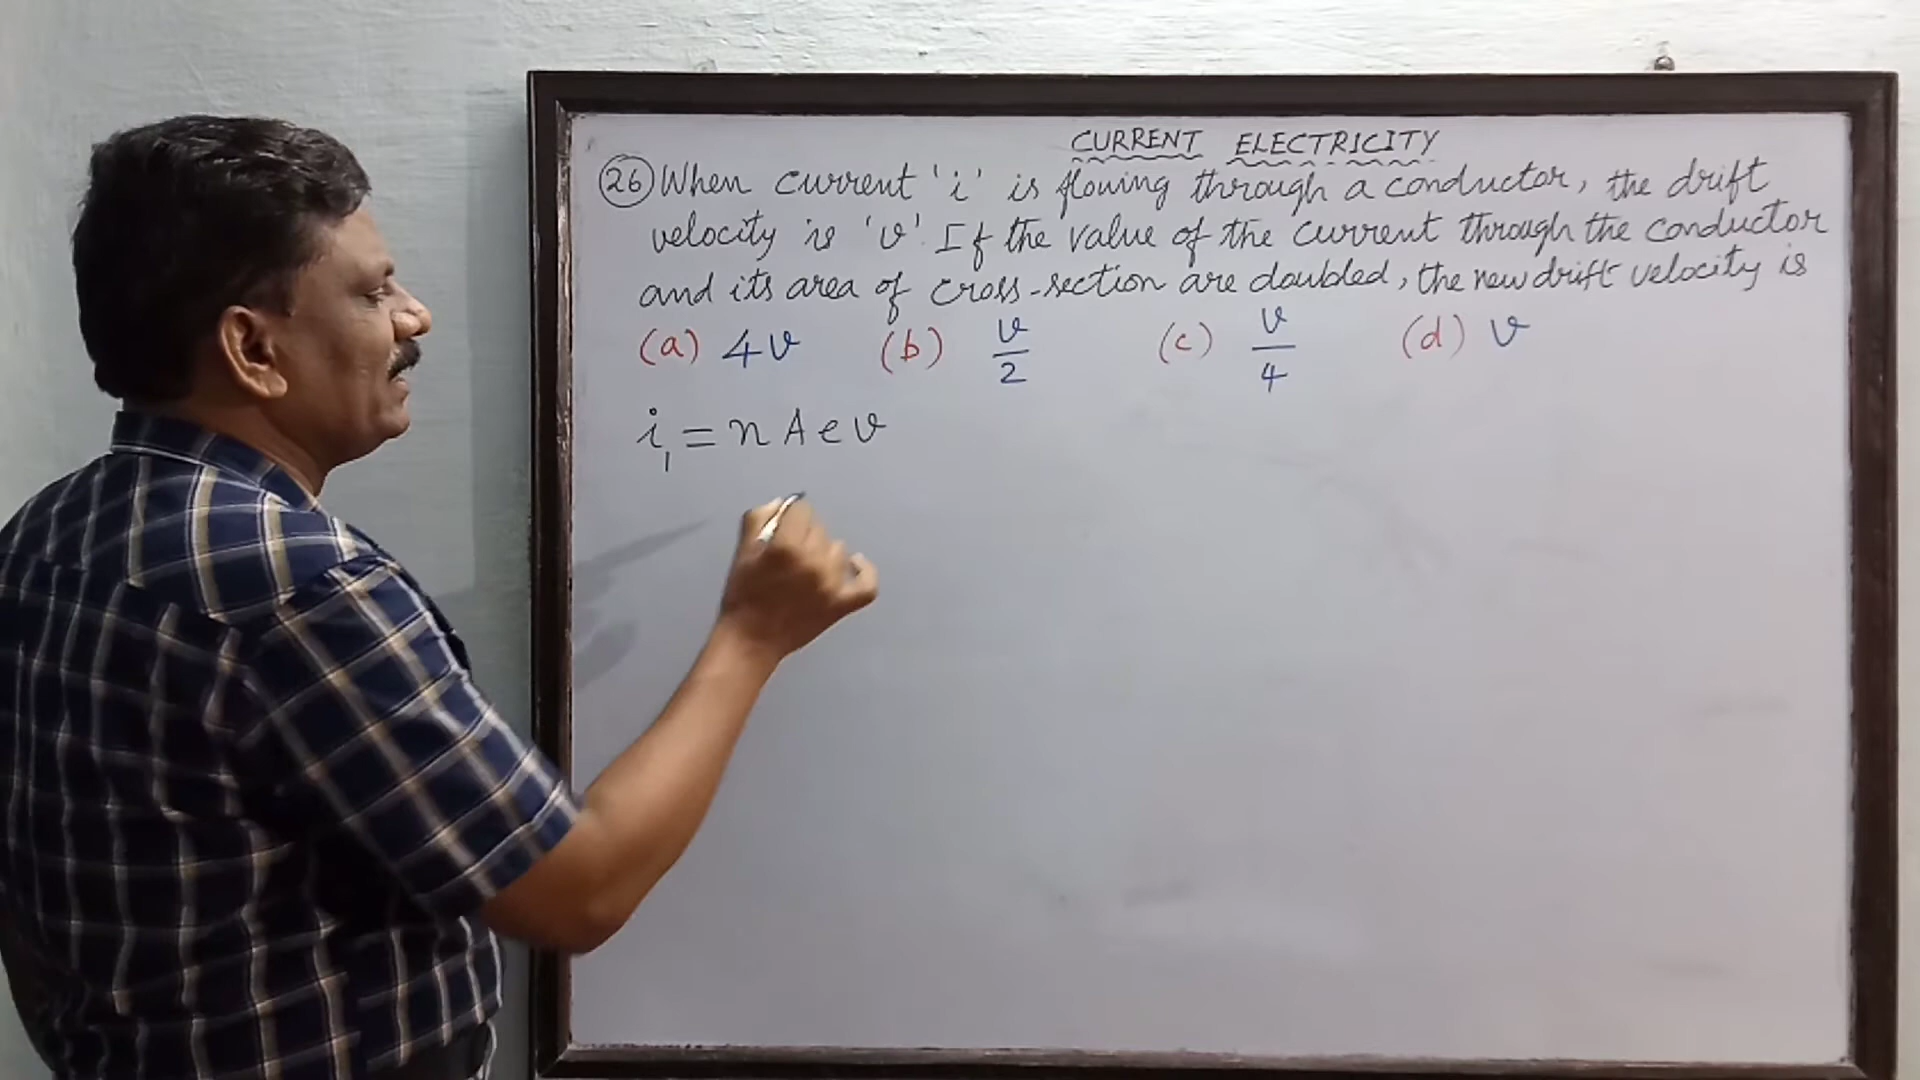 CURRENT ELECTRICITY
26 When current 'i' is flowing through a conductor, the drift
velocity is 'v'. If the value of the current through the conductor
and its area of cross-section are doubled, the new drift velocity is
(a) 4v (b) v/2 (c) v/4 (d) v
i₁ = n A e v